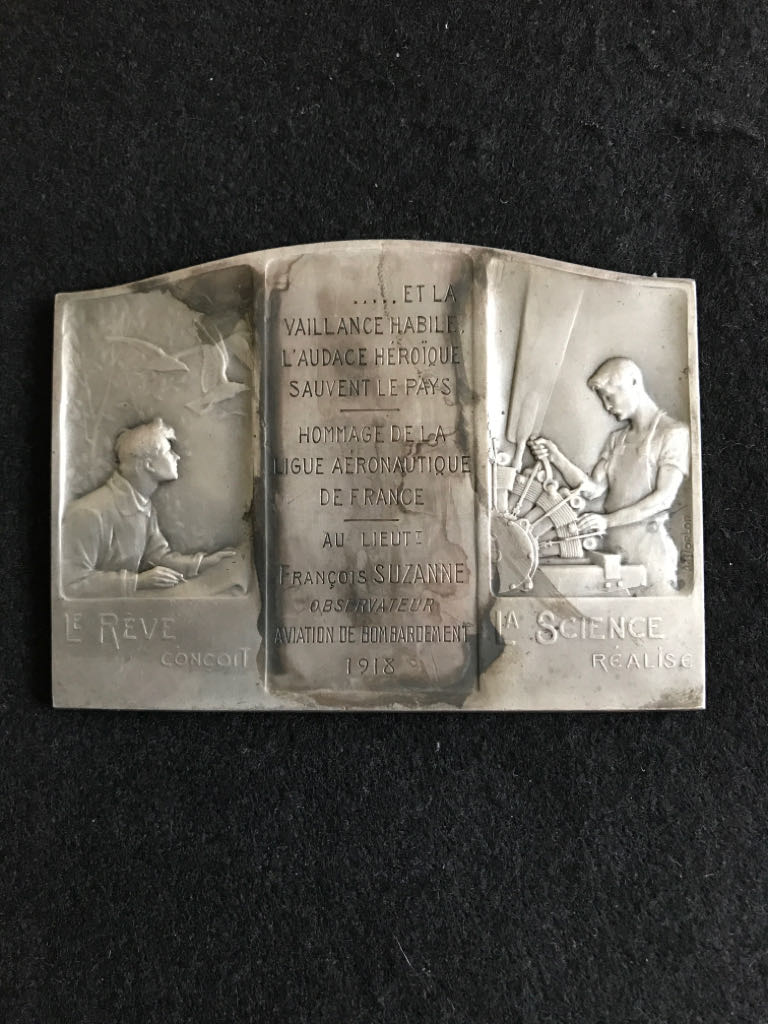 LE RÊVE
CONÇOIT
.....ET LA
VAILLANCE HABILE,
L'AUDACE HÉROÏQUE
SAUVENT LE PAYS
HOMMAGE DE LA
LIGUE AÉRONAUTIQUE
DE FRANCE
AU LIEUTT
FRANÇOIS SUZANNE
OBSERVATEUR
AVIATION DE BOMBARDEMENT
1918
LA SCIENCE
RÉALISE